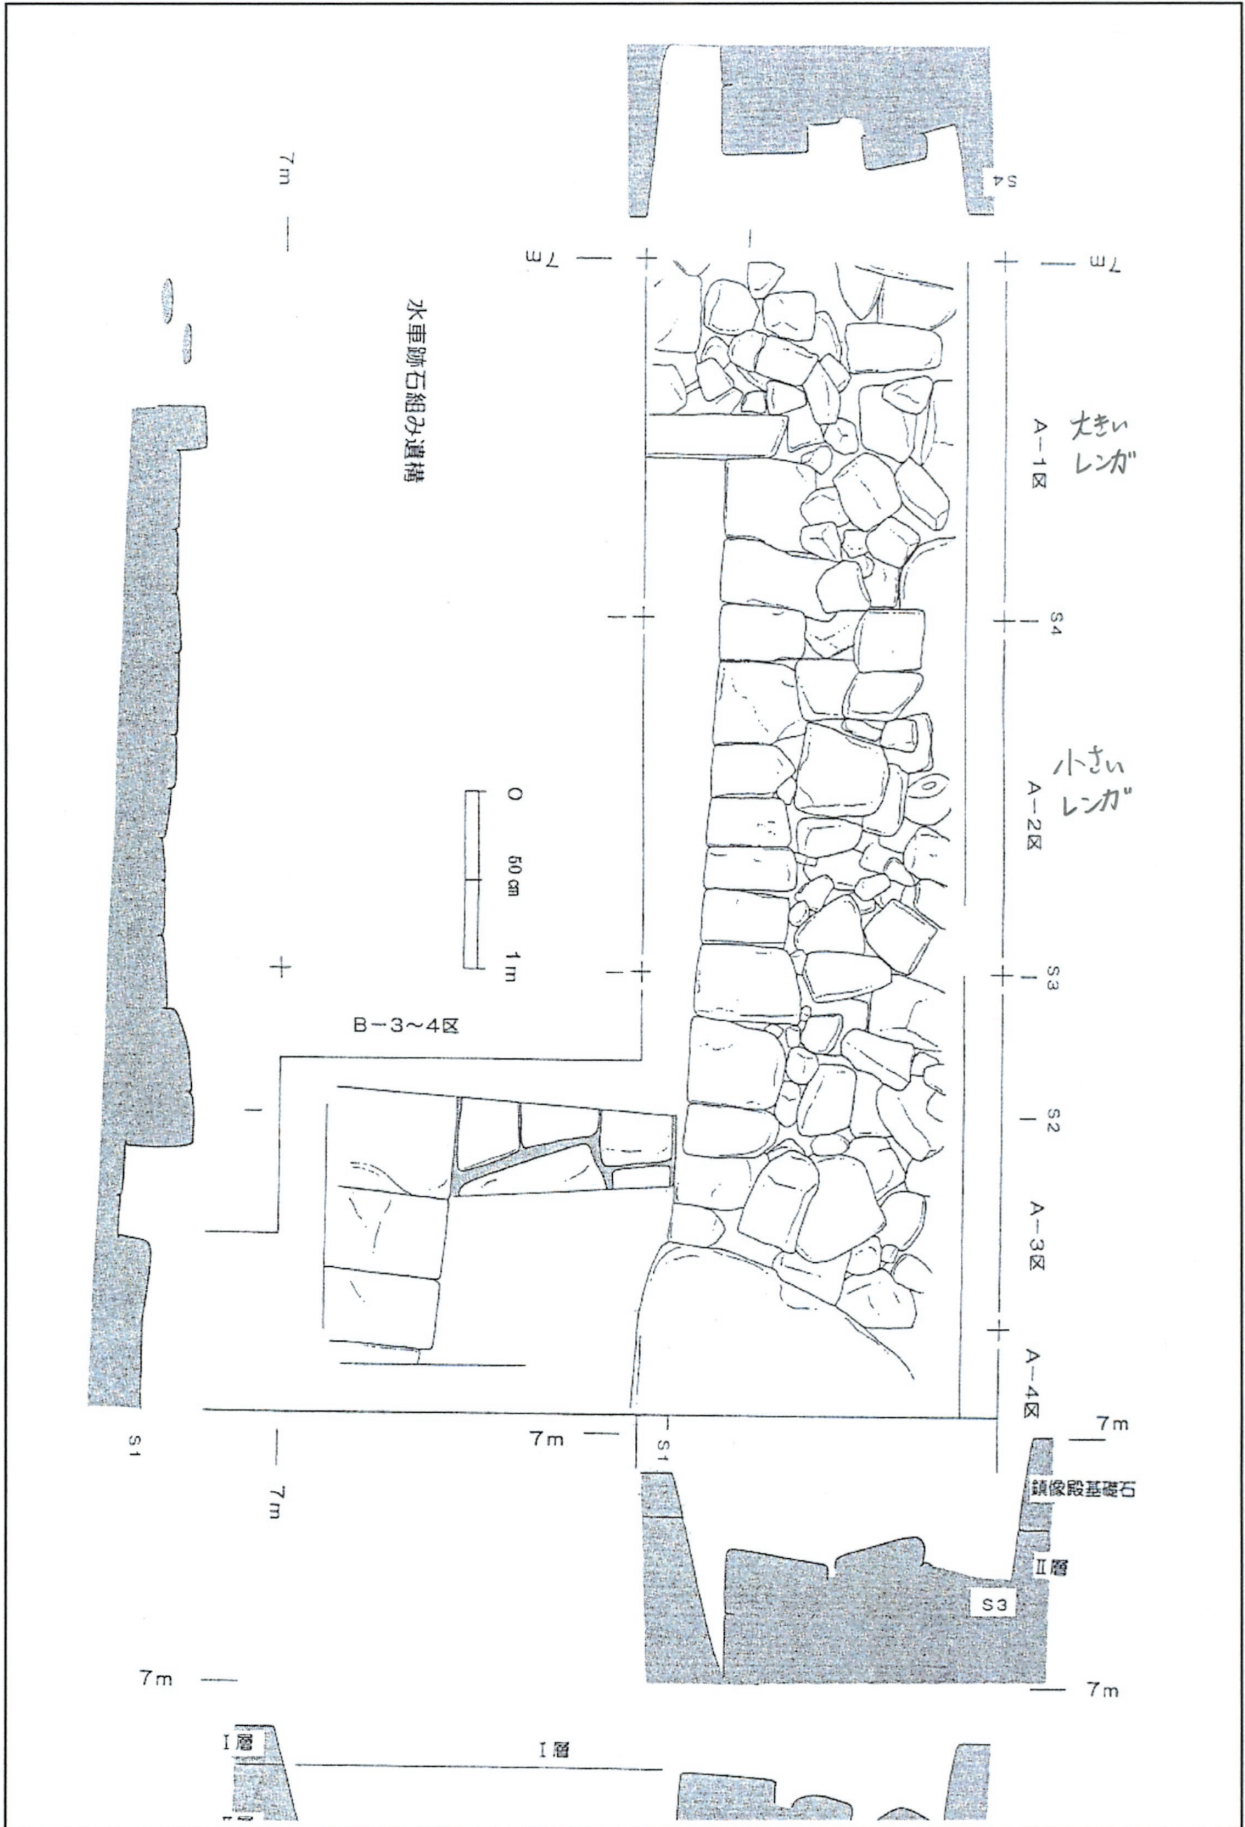 S4
7m
7m
7m
水車跡石組み遺構
A-1区
大きい
レンガ
S4
A-2区
小さい
レンガ
0 50cm 1m
S3
B-3~4区
S2
A-3区
A-4区
S1
7m
7m
S1
7m
鎮像殿基礎石
II層
S3
7m
7m
I層
I層